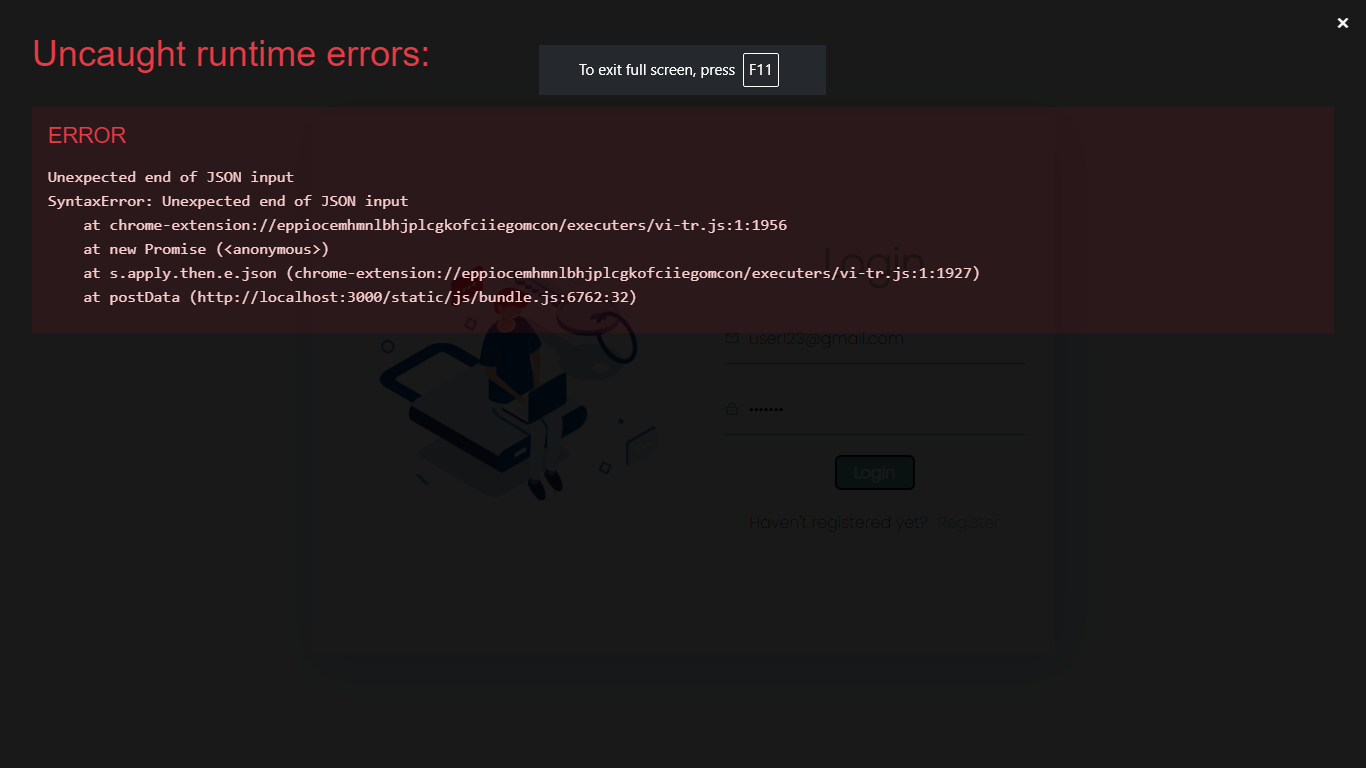 ×
Uncaught runtime errors:
To exit full screen, press F11
ERROR
Unexpected end of JSON input
SyntaxError: Unexpected end of JSON input
at chrome-extension://eppiocemhmnlbhjplcgkofciiegomcon/executers/vi-tr.js:1:1956
at new Promise (<anonymous>)
at s.apply.then.e.json (chrome-extension://eppiocemhmnlbhjplcgkofciiegomcon/executers/vi-tr.js:1:1927)
at postData (http://localhost:3000/static/js/bundle.js:6762:32)
Login
user123@gmail.com
•••••••
Login
Haven't registered yet? Register